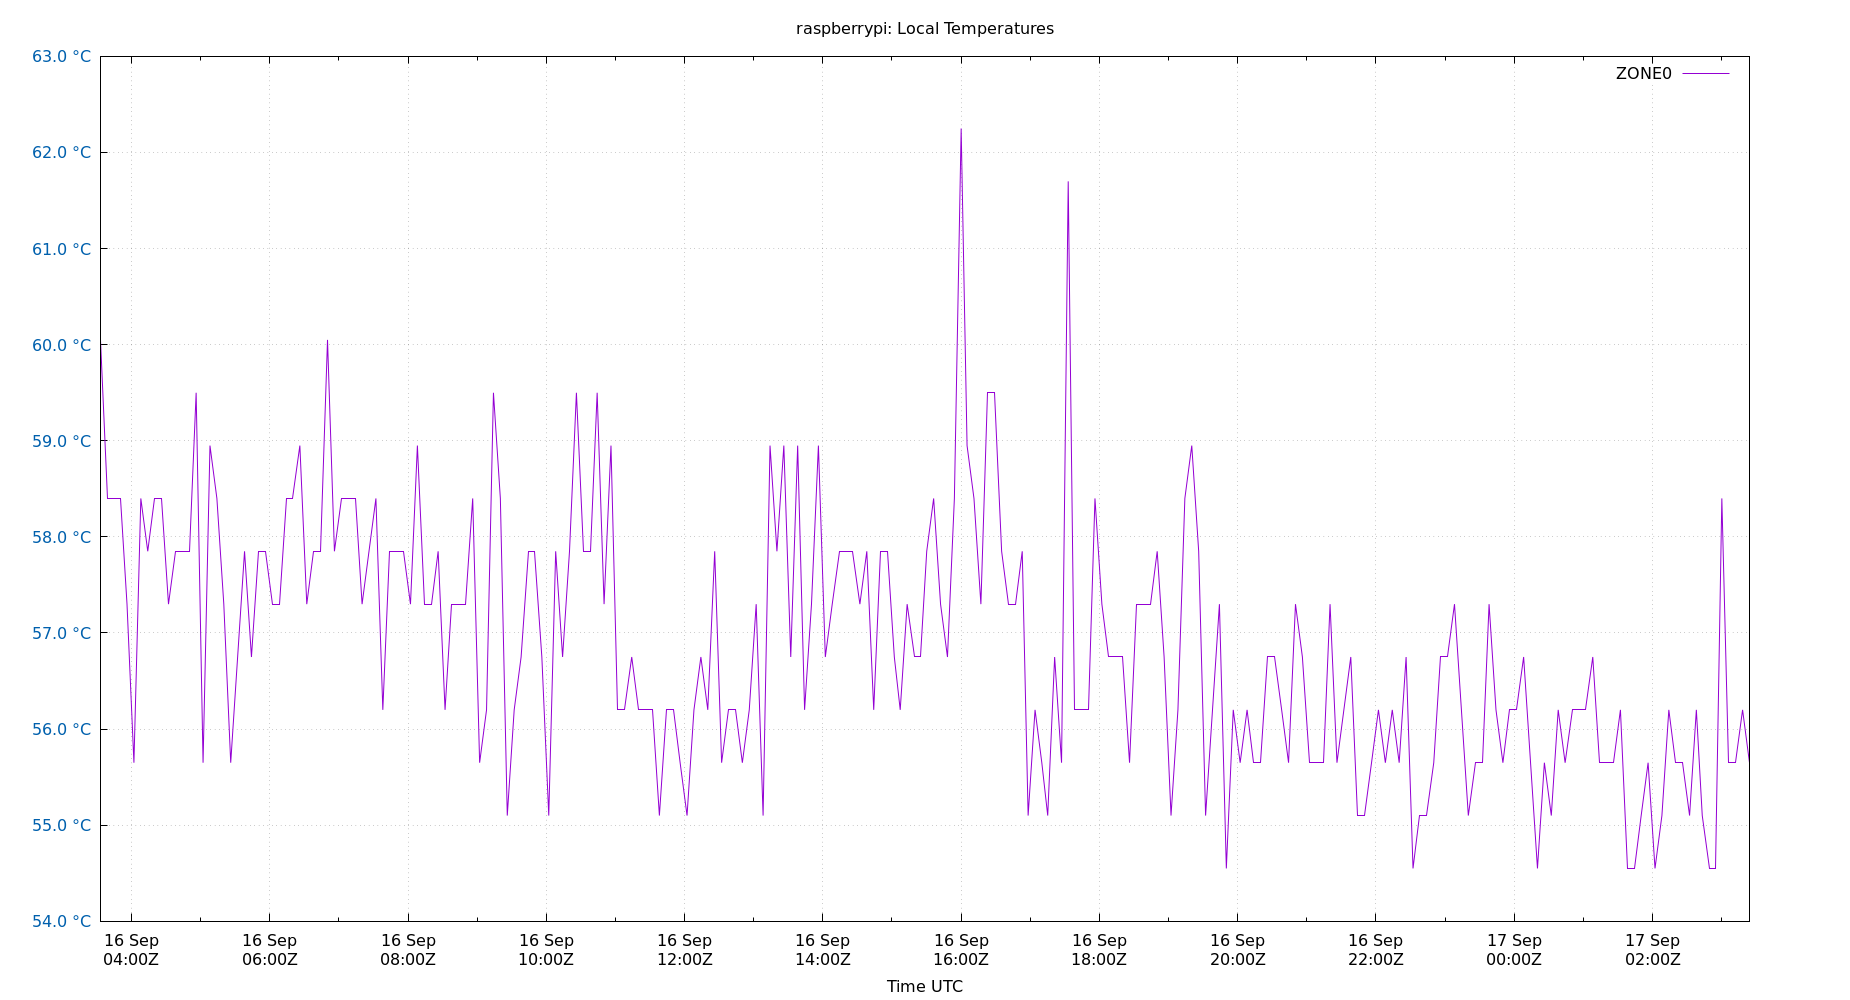 raspberrypi: Local Temperatures
63.0 °C
ZONE0
62.0 °C
61.0 °C
60.0 °C
59.0 °C
58.0 °C
57.0 °C
56.0 °C
55.0 °C
54.0 °C
16 Sep 16 Sep 16 Sep 16 Sep 16 Sep 16 Sep 16 Sep 16 Sep 16 Sep 16 Sep 17 Sep 17 Sep
04:00Z 06:00Z 08:00Z 10:00Z 12:00Z 14:00Z 16:00Z 18:00Z 20:00Z 22:00Z 00:00Z 02:00Z
Time UTC